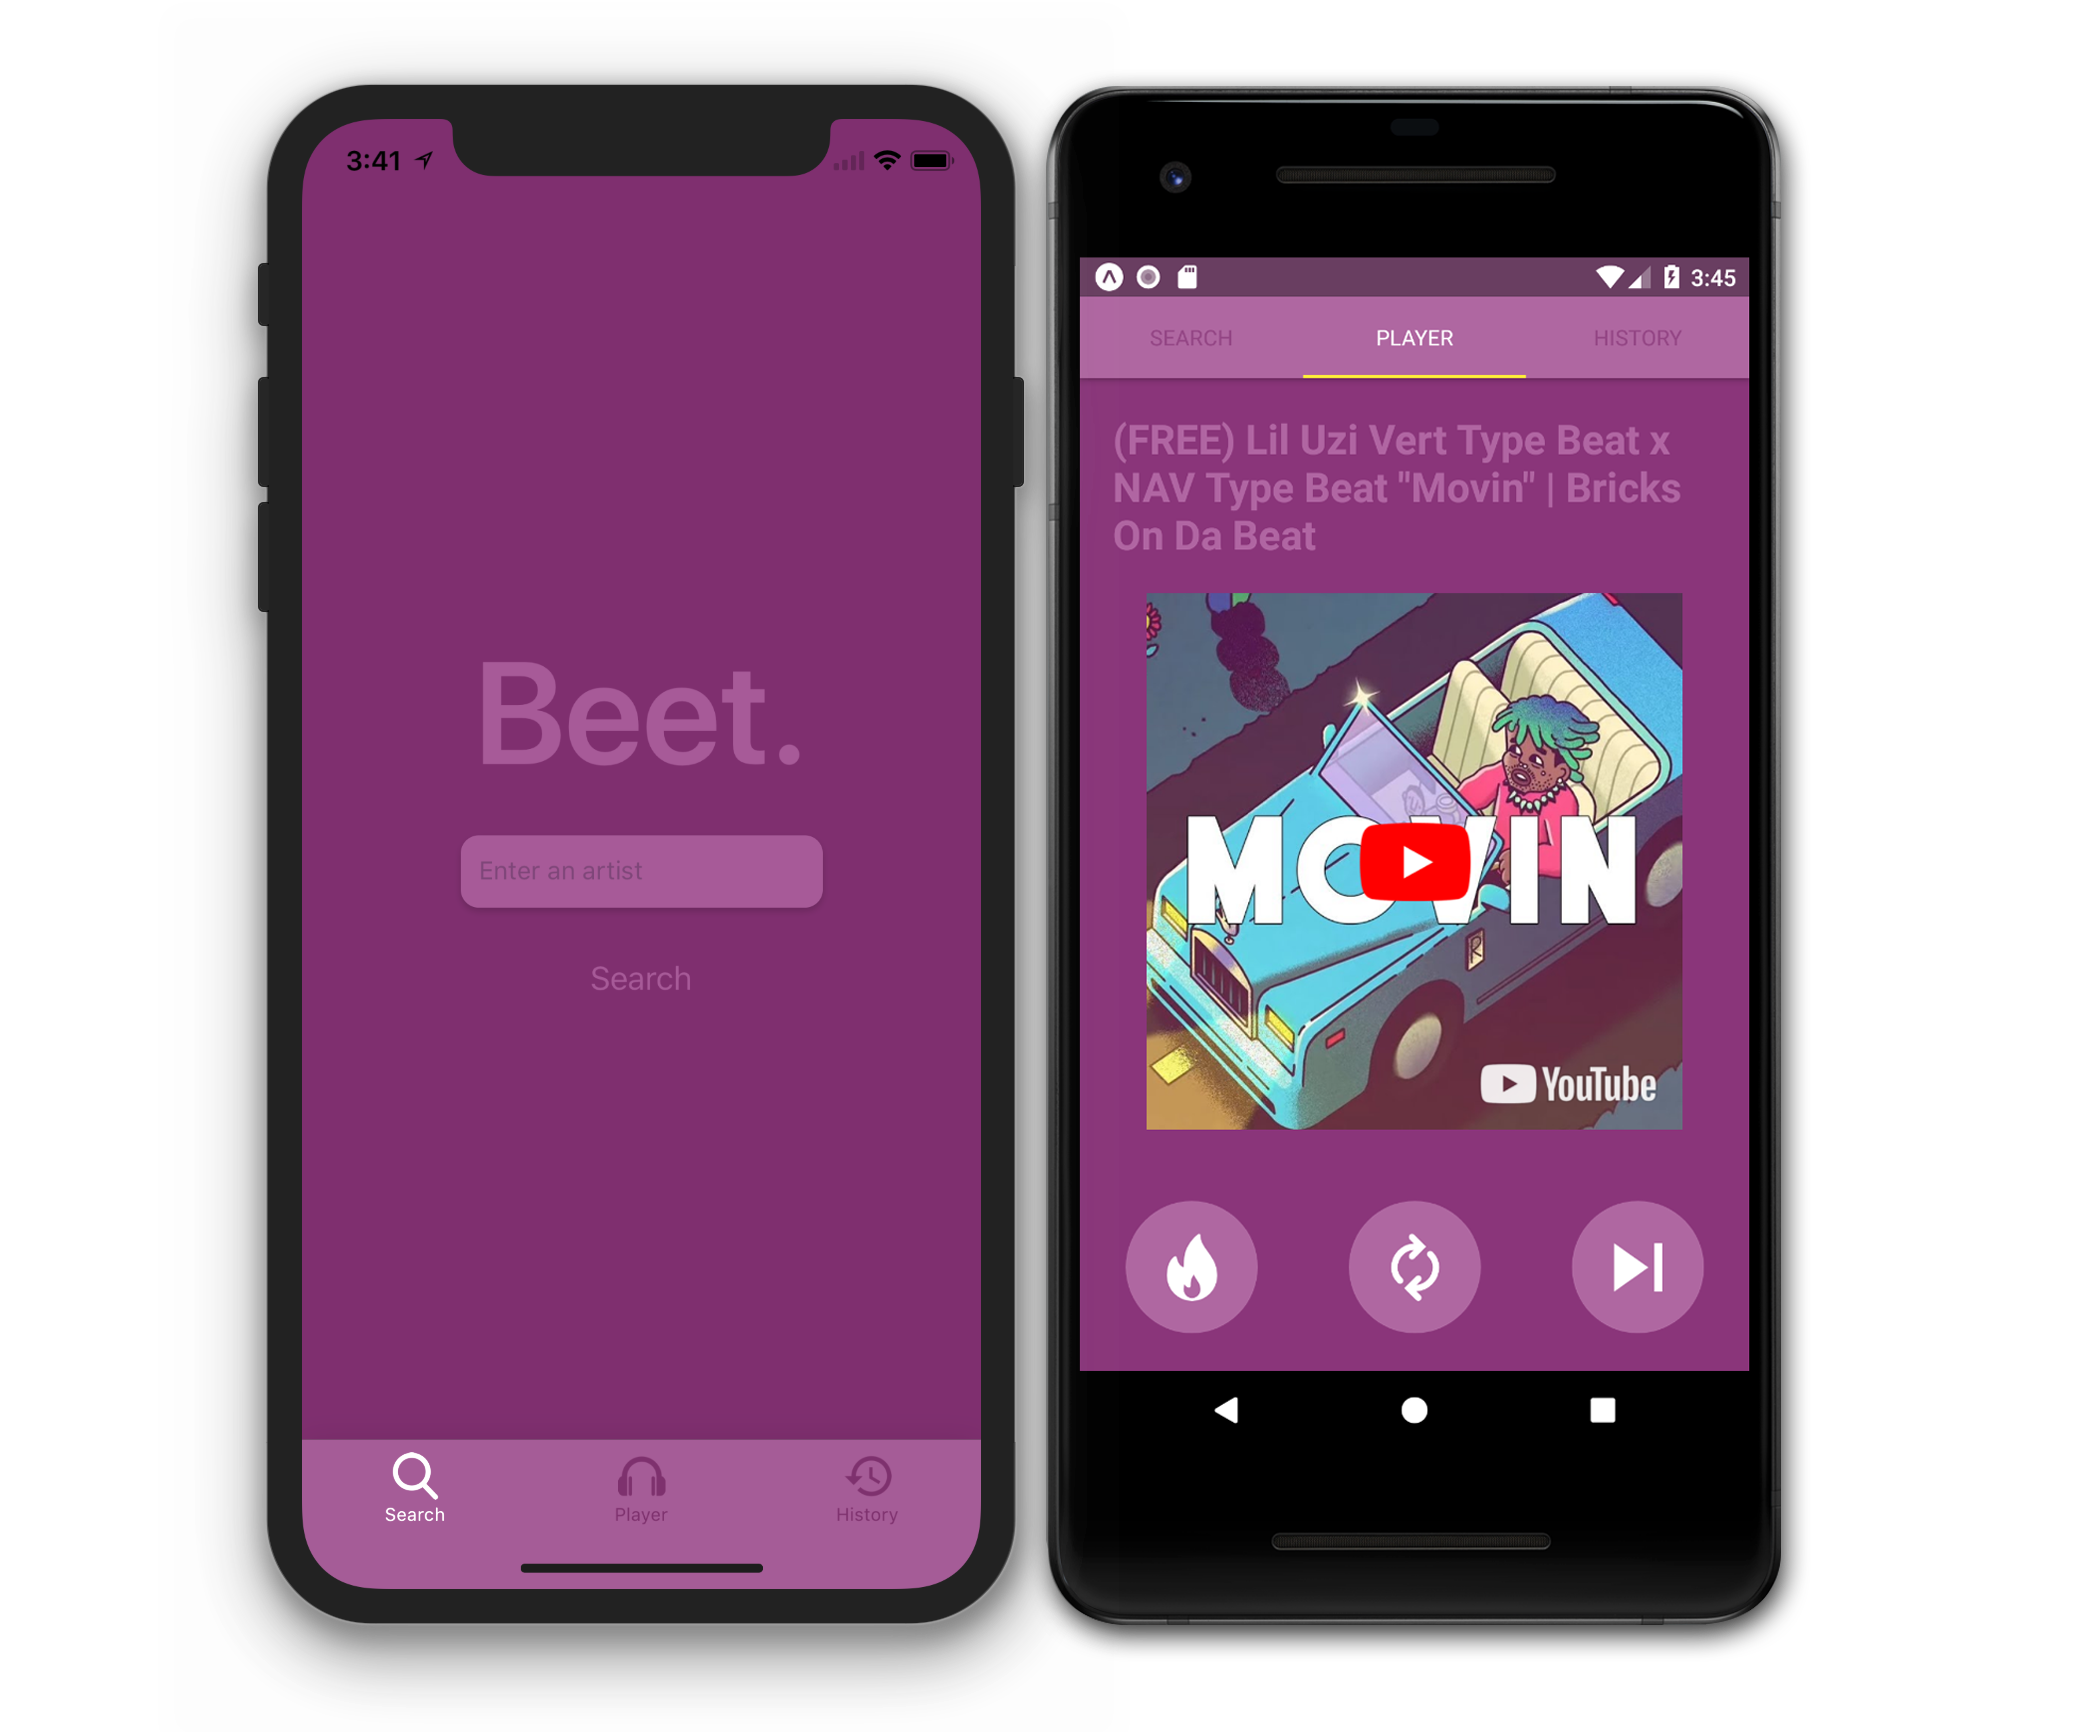 3:41
Beet.
Enter an artist
Search
Search
Player
History
3:45
SEARCH
PLAYER
HISTORY
(FREE) Lil Uzi Vert Type Beat x
NAV Type Beat "Movin" | Bricks
On Da Beat
MOVIN
R
YouTube